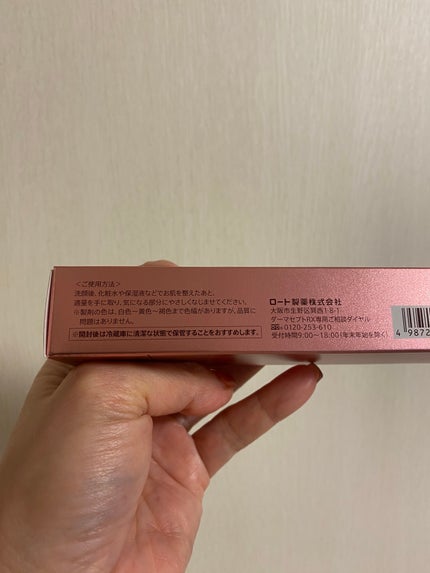 <ご使用方法>
洗顔後、化粧水や保湿液などでお肌を整えたあと、
適量を手に取り、気になる部分にやさしくなじませてください。
※製剤の色は、白色~黄色~褐色まで色幅がありますが、品質に
問題はありません。
※開封後は冷蔵庫に清潔な状態で保管することをおすすめします。
ロート製薬株式会社
大阪市生野区巽西1-8-1
ダーマセプトRX専用ご相談ダイヤル
0120-253-610
受付時間9:00~18:00(年末年始を除く)
4 9872